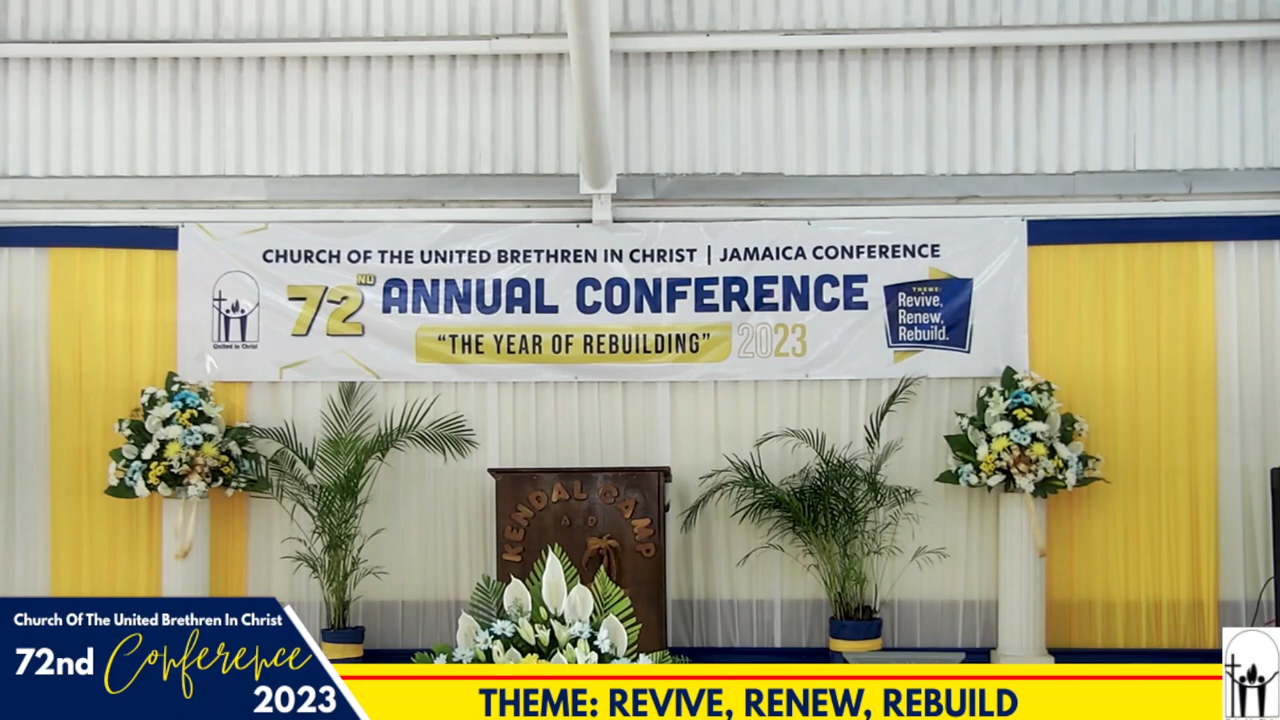 CHURCH OF THE UNITED BRETHREN IN CHRIST | JAMAICA CONFERENCE
72ND ANNUAL CONFERENCE
"THE YEAR OF REBUILDING" 2023
United in Christ
THEME:
Revive,
Renew,
Rebuild.
KENDAL CAMP
AND
Church Of The United Brethren In Christ
72nd Conference
2023
THEME: REVIVE, RENEW, REBUILD